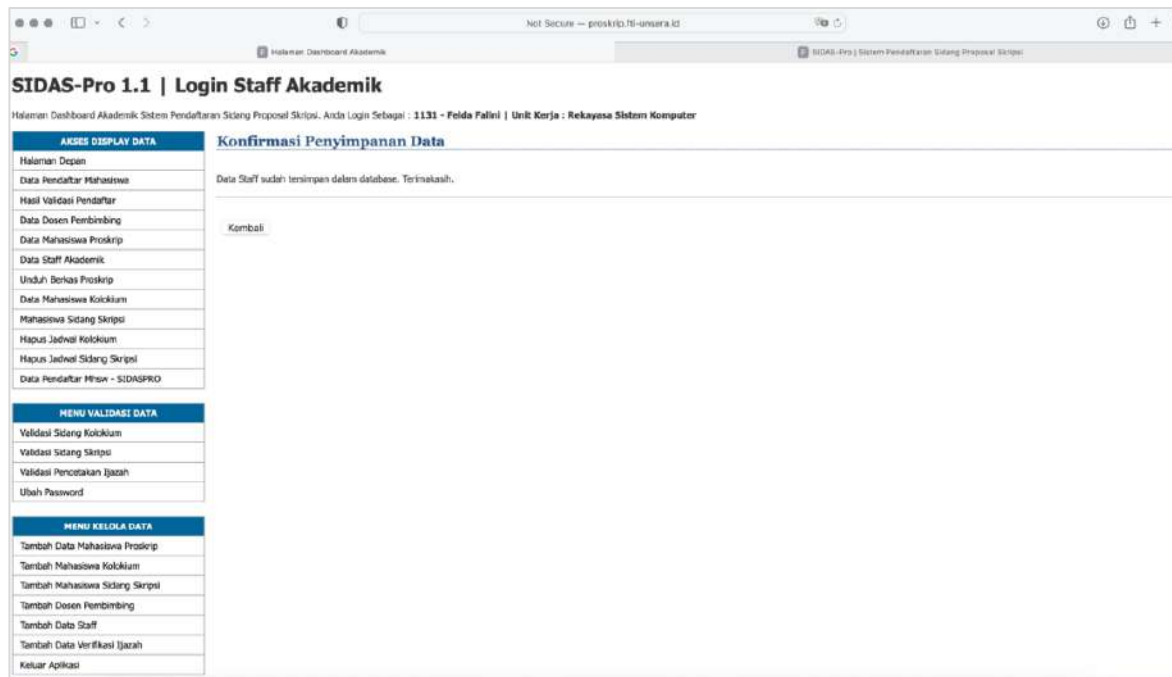 Not Secure — proskrip.fti-unsera.id
Halaman Dashboard Akademik
SIDAS-Pro | Sistem Pendaftaran Sidang Proposal Skripsi
SIDAS-Pro 1.1 | Login Staff Akademik
Halaman Dashboard Akademik Sistem Pendaftaran Sidang Proposal Skripsi. Anda Login Sebagai : 1131 - Felda Falini | Unit Kerja : Rekayasa Sistem Komputer
AKSES DISPLAY DATA
Halaman Depan
Data Pendaftar Mahasiswa
Hasil Validasi Pendaftar
Data Dosen Pembimbing
Data Mahasiswa Proskrip
Data Staff Akademik
Unduh Berkas Proskrip
Data Mahasiswa Kolokium
Mahasiswa Sidang Skripsi
Hapus Jadwal Kolokium
Hapus Jadwal Sidang Skripsi
Data Pendaftar Mhsw - SIDASPRO
MENU VALIDASI DATA
Validasi Sidang Kolokium
Validasi Sidang Skripsi
Validasi Pencetakan Ijazah
Ubah Password
MENU KELOLA DATA
Tambah Data Mahasiswa Proskrip
Tambah Mahasiswa Kolokium
Tambah Mahasiswa Sidang Skripsi
Tambah Dosen Pembimbing
Tambah Data Staff
Tambah Data Verifikasi Ijazah
Keluar Aplikasi
Konfirmasi Penyimpanan Data
Data Staff sudah tersimpan dalam database. Terimakasih.
Kembali